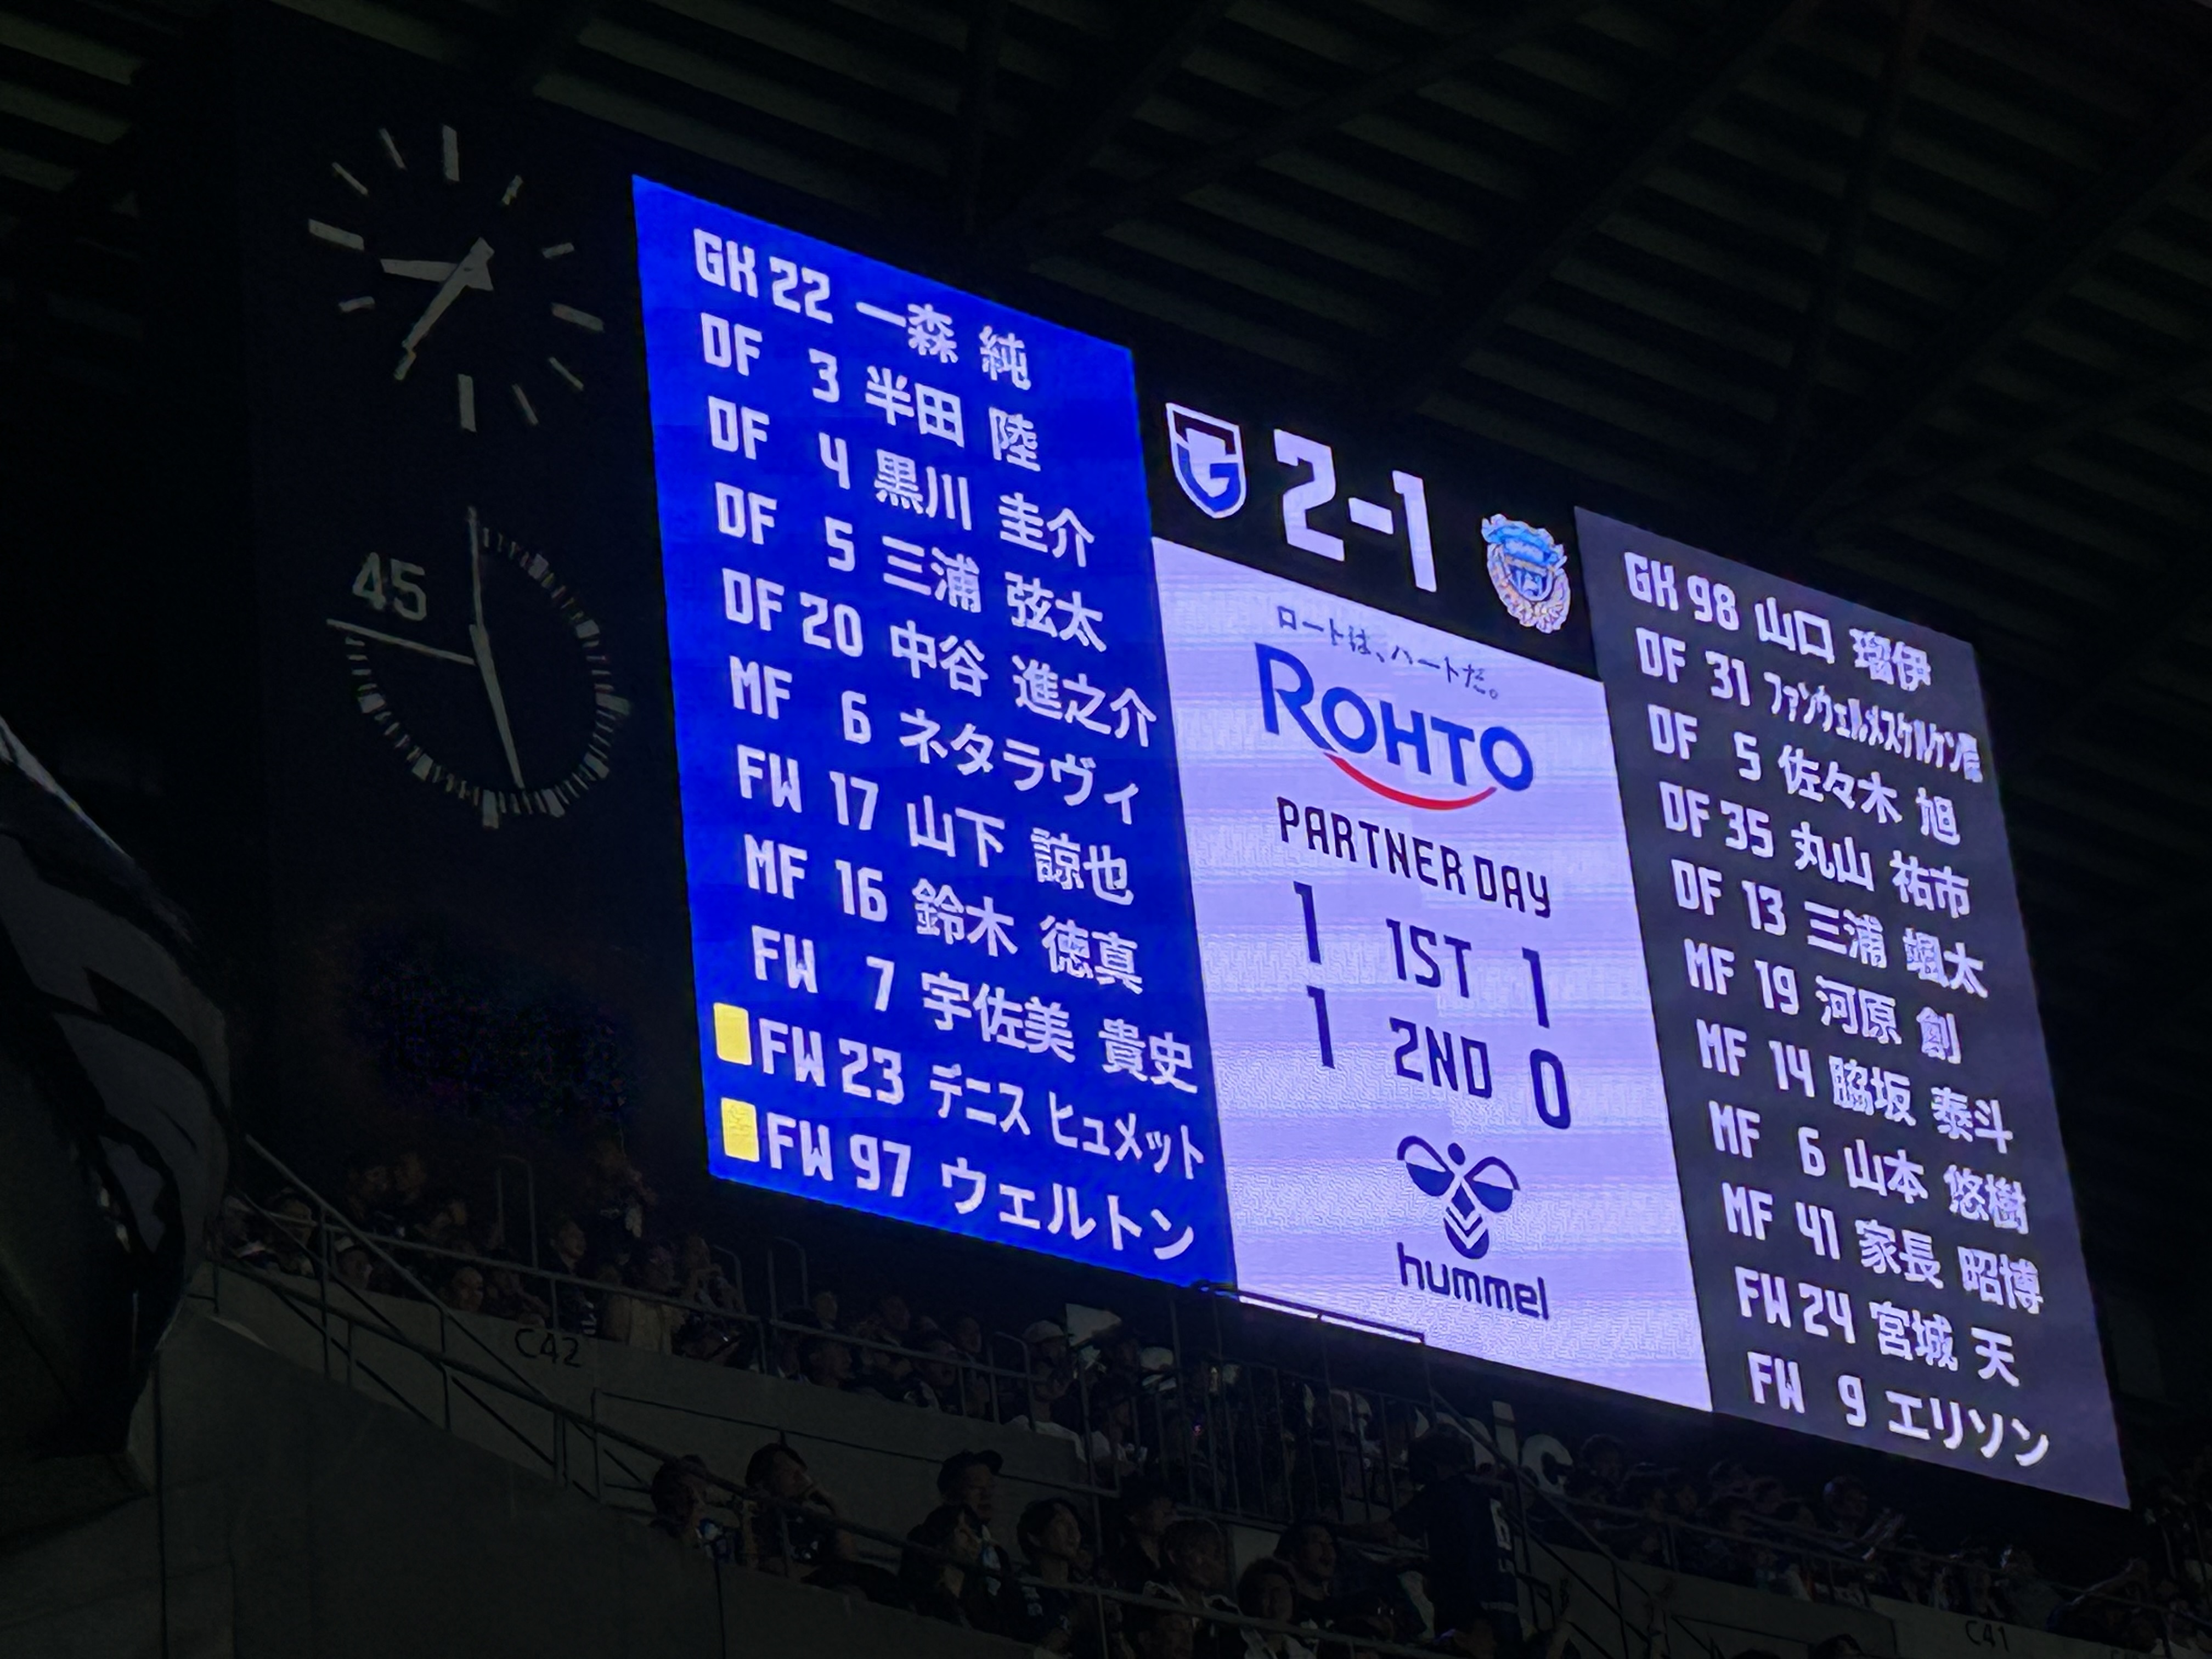 GK 22 一森 純
DF 3 半田 陸
DF 4 黒川 圭介
DF 5 三浦 弦太
DF 20 中谷 進之介
MF 6 ネタラヴィ
FW 17 山下 諒也
MF 16 鈴木 徳真
FW 7 宇佐美 貴史
FW 23 デニス ヒュメット
FW 97 ウェルトン
2-1
ロートは、ハートだ。
ROHTO
PARTNER DAY
1 1ST 1
1 2ND 0
hummel
GK 98 山口 瑠伊
DF 31 ファンウェルメスケルケン際
DF 5 佐々木 旭
DF 35 丸山 祐市
DF 13 三浦 颯太
MF 19 河原 創
MF 14 脇坂 泰斗
MF 6 山本 悠樹
MF 41 家長 昭博
FW 24 宮城 天
FW 9 エリソン
45
C42
C41